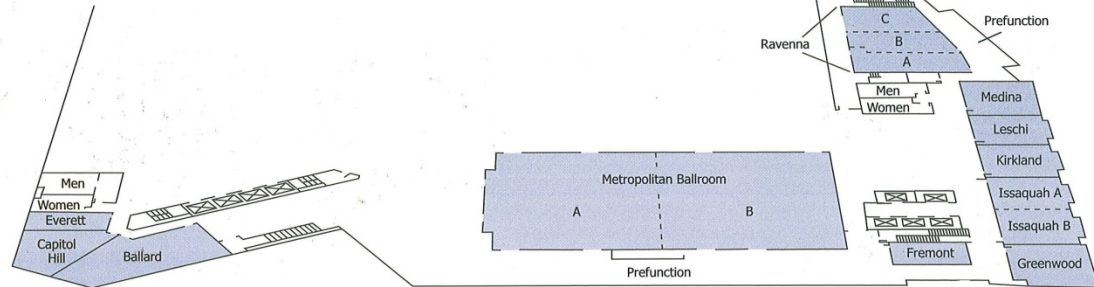 C
Prefunction
Ravenna
B
A
Men
Women
Medina
Leschi
Kirkland
Issaquah A
Issaquah B
Greenwood
Metropolitan Ballroom
A
B
Prefunction
Fremont
Men
Women
Everett
Capitol
Hill
Ballard